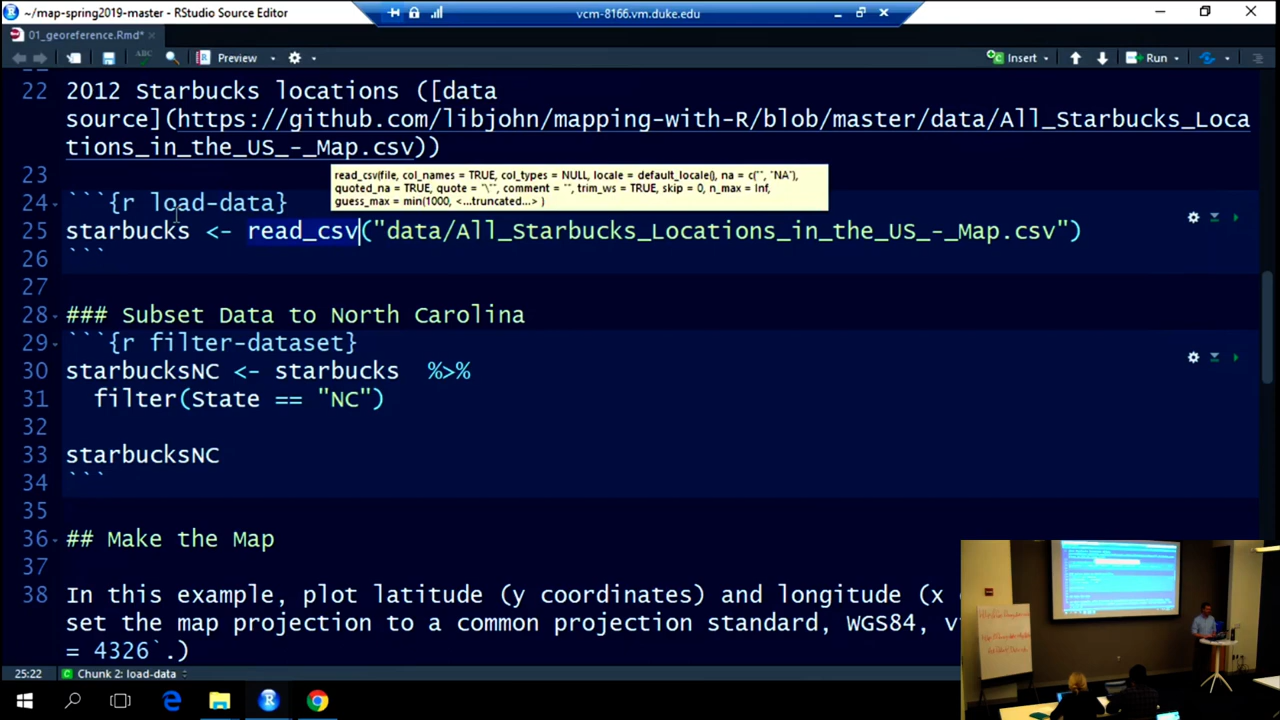 ~/map-spring2019-master - RStudio Source Editor
vcm-8166.vm.duke.edu
01_georeference.Rmd*
ABC
Preview
Insert
Run
22 2012 Starbucks locations ([data
source](https://github.com/libjohn/mapping-with-R/blob/master/data/All_Starbucks_Loca
tions_in_the_US_-_Map.csv))
23
read_csv(file, col_names = TRUE, col_types = NULL, locale = default_locale(), na = c("", "NA"),
quoted_na = TRUE, quote = "\"", comment = "", trim_ws = TRUE, skip = 0, n_max = Inf,
guess_max = min(1000, <...truncated...> )
24 ```{r load-data}
25 starbucks <- read_csv("data/All_Starbucks_Locations_in_the_US_-_Map.csv")
26 ```
27
28 ### Subset Data to North Carolina
29 ```{r filter-dataset}
30 starbucksNC <- starbucks  %>%
31   filter(State == "NC")
32
33 starbucksNC
34 ```
35
36 ## Make the Map
37
38 In this example, plot latitude (y coordinates) and longitude (x
set the map projection to a common projection standard, WGS84,
= 4326`.)
25:22
Chunk 2: load-data